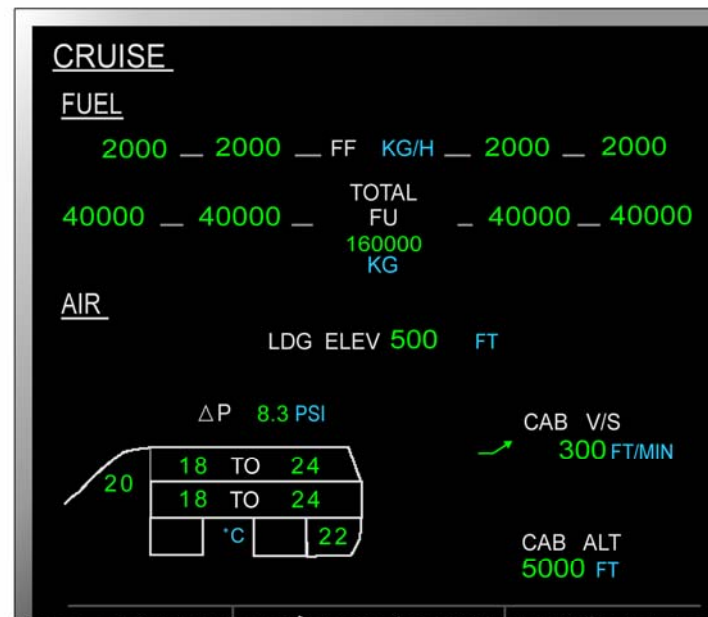 CRUISE
FUEL
2000 2000 FF KG/H 2000 2000
TOTAL
40000 40000 FU 40000 40000
160000
KG
AIR
LDG ELEV 500 FT
△P 8.3 PSI
CAB V/S
300 FT/MIN
18 TO 24
20
18 TO 24
°C 22
CAB ALT
5000 FT